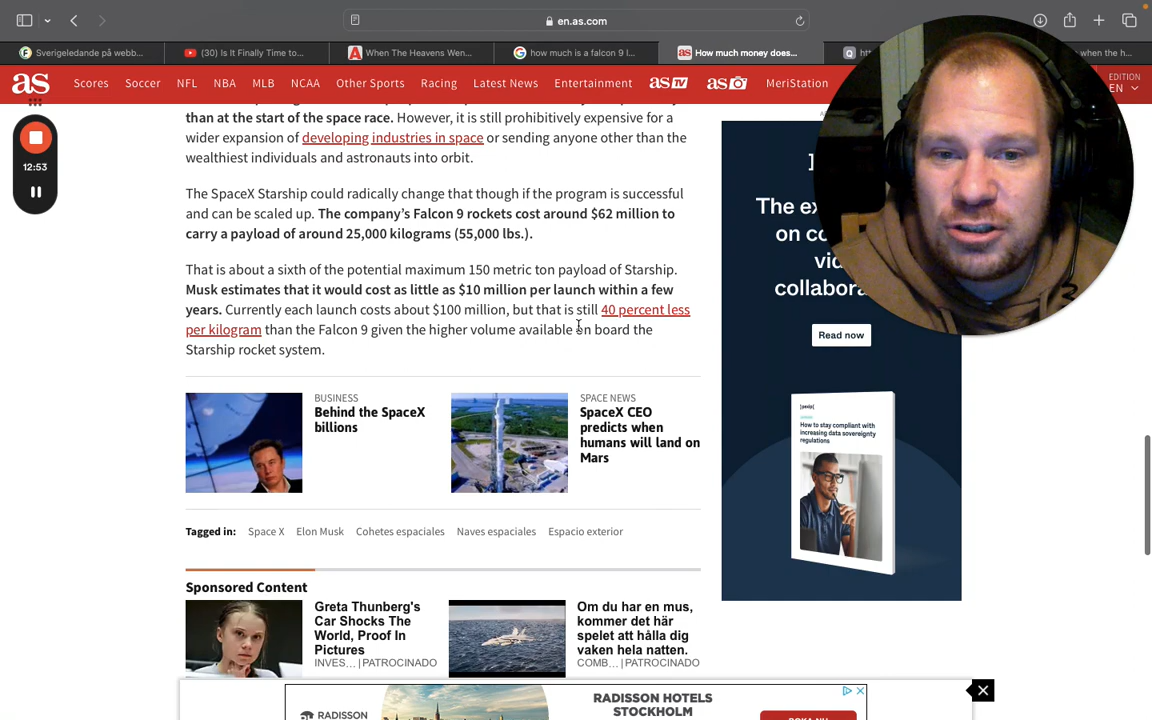 en.as.com
Sverigeledande på webb...
(30) Is It Finally Time to...
When The Heavens Wen...
how much is a falcon 9 l...
How much money does...
when the h...
as
Scores
Soccer
NFL
NBA
MLB
NCAA
Other Sports
Racing
Latest News
Entertainment
as TV
as
MeriStation
EDITION
EN
12:53
than at the start of the space race. However, it is still prohibitively expensive for a
wider expansion of developing industries in space or sending anyone other than the
wealthiest individuals and astronauts into orbit.
The SpaceX Starship could radically change that though if the program is successful
and can be scaled up. The company's Falcon 9 rockets cost around $62 million to
carry a payload of around 25,000 kilograms (55,000 lbs.).
That is about a sixth of the potential maximum 150 metric ton payload of Starship.
Musk estimates that it would cost as little as $10 million per launch within a few
years. Currently each launch costs about $100 million, but that is still 40 percent less
per kilogram than the Falcon 9 given the higher volume available on board the
Starship rocket system.
BUSINESS
Behind the SpaceX
billions
SPACE NEWS
SpaceX CEO
predicts when
humans will land on
Mars
Tagged in:
Space X
Elon Musk
Cohetes espaciales
Naves espaciales
Espacio exterior
Sponsored Content
Greta Thunberg's
Car Shocks The
World, Proof In
Pictures
INVES... | PATROCINADO
Om du har en mus,
kommer det här
spelet att hålla dig
vaken hela natten.
COMB... | PATROCINADO
The
on
collabora
Read now
How to stay compliant with
increasing data sovereignty
regulations
RADISSON
RADISSON HOTELS
STOCKHOLM
BOKA NU